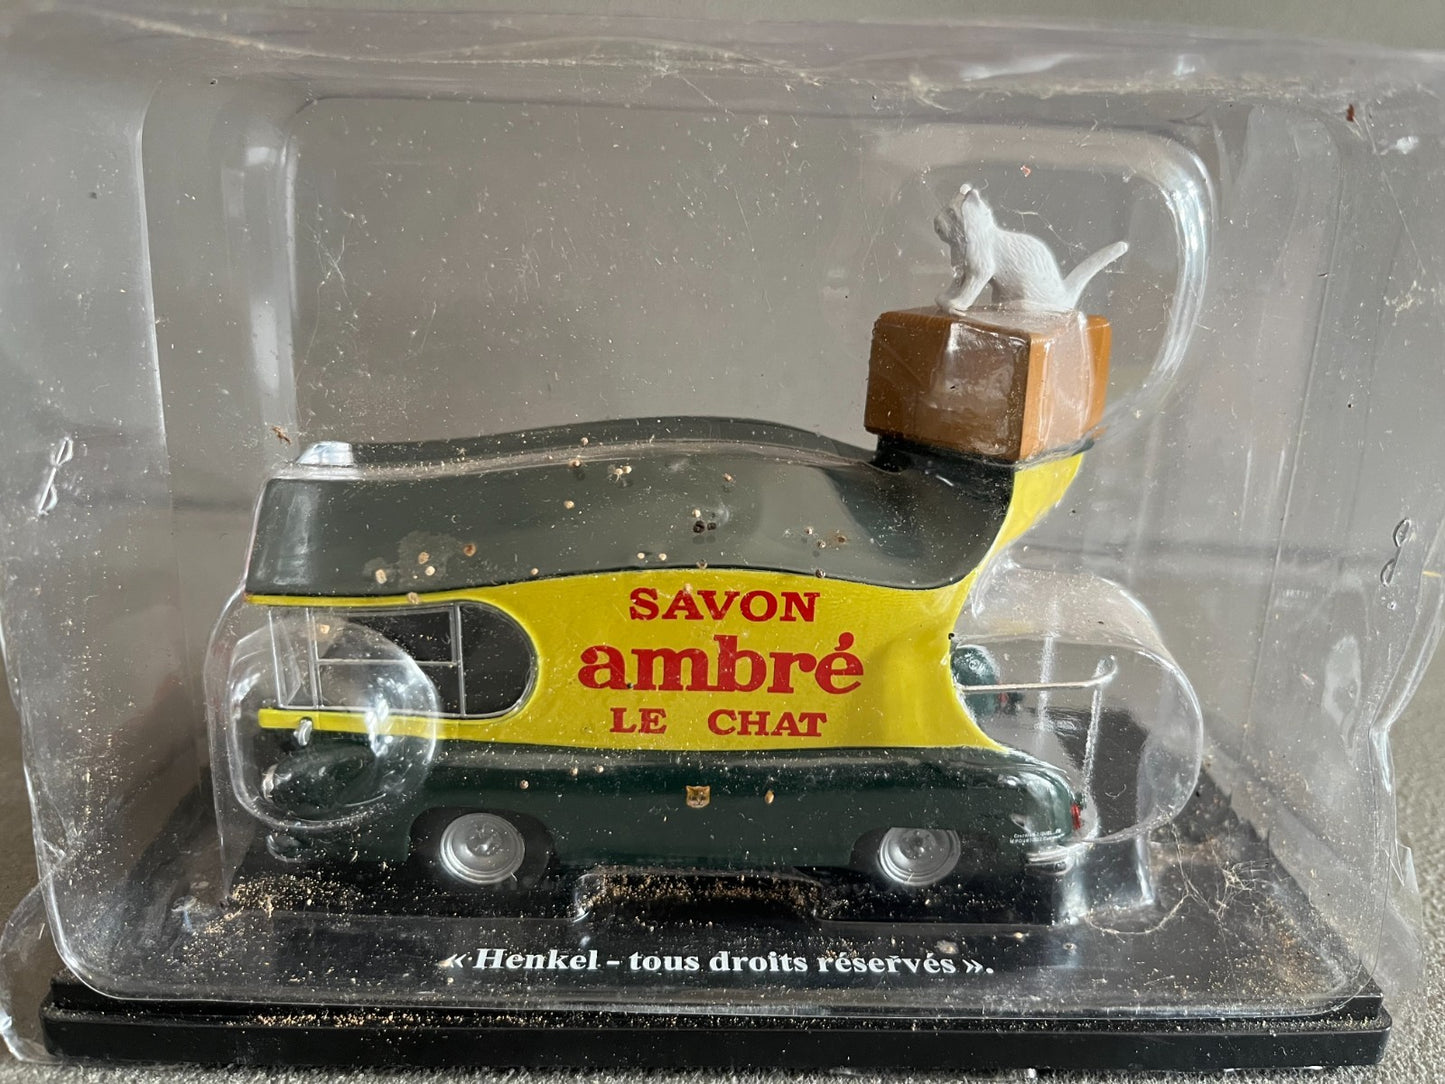 SAVON
ambré
LE CHAT
« Henkel - tous droits réservés ».